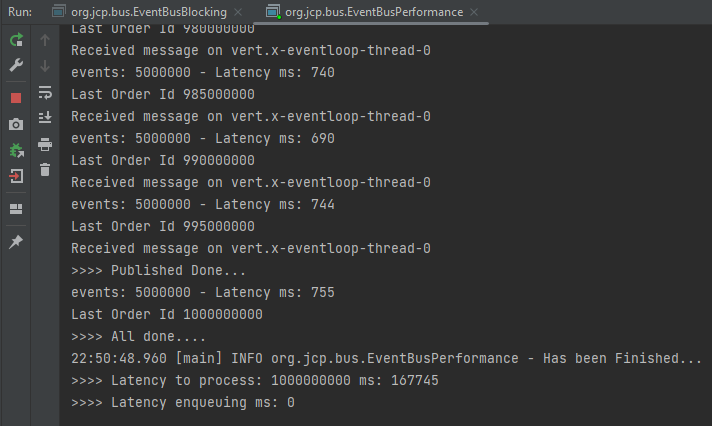 Run: org.jcp.bus.EventBusBlocking × org.jcp.bus.EventBusPerformance ×
Last Order Id 980000000
Received message on vert.x-eventloop-thread-0
events: 5000000 - Latency ms: 740
Last Order Id 985000000
Received message on vert.x-eventloop-thread-0
events: 5000000 - Latency ms: 690
Last Order Id 990000000
Received message on vert.x-eventloop-thread-0
events: 5000000 - Latency ms: 744
Last Order Id 995000000
Received message on vert.x-eventloop-thread-0
>>>> Published Done...
events: 5000000 - Latency ms: 755
Last Order Id 1000000000
>>>> All done....
22:50:48.960 [main] INFO org.jcp.bus.EventBusPerformance - Has been Finished...
>>>> Latency to process: 1000000000 ms: 167745
>>>> Latency enqueuing ms: 0